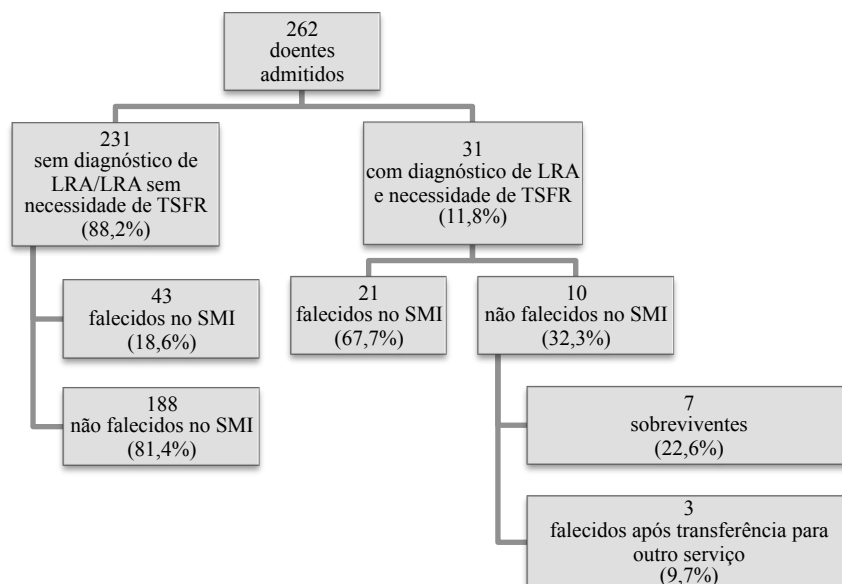 262
doentes
admitidos
231
sem diagnóstico de
LRA/LRA sem
necessidade de TSFR
(88,2%)
31
com diagnóstico de LRA
e necessidade de TSFR
(11,8%)
43
falecidos no SMI
(18,6%)
188
não falecidos no SMI
(81,4%)
21
falecidos no SMI
(67,7%)
10
não falecidos no SMI
(32,3%)
7
sobreviventes
(22,6%)
3
falecidos após transferência para
outro serviço
(9,7%)